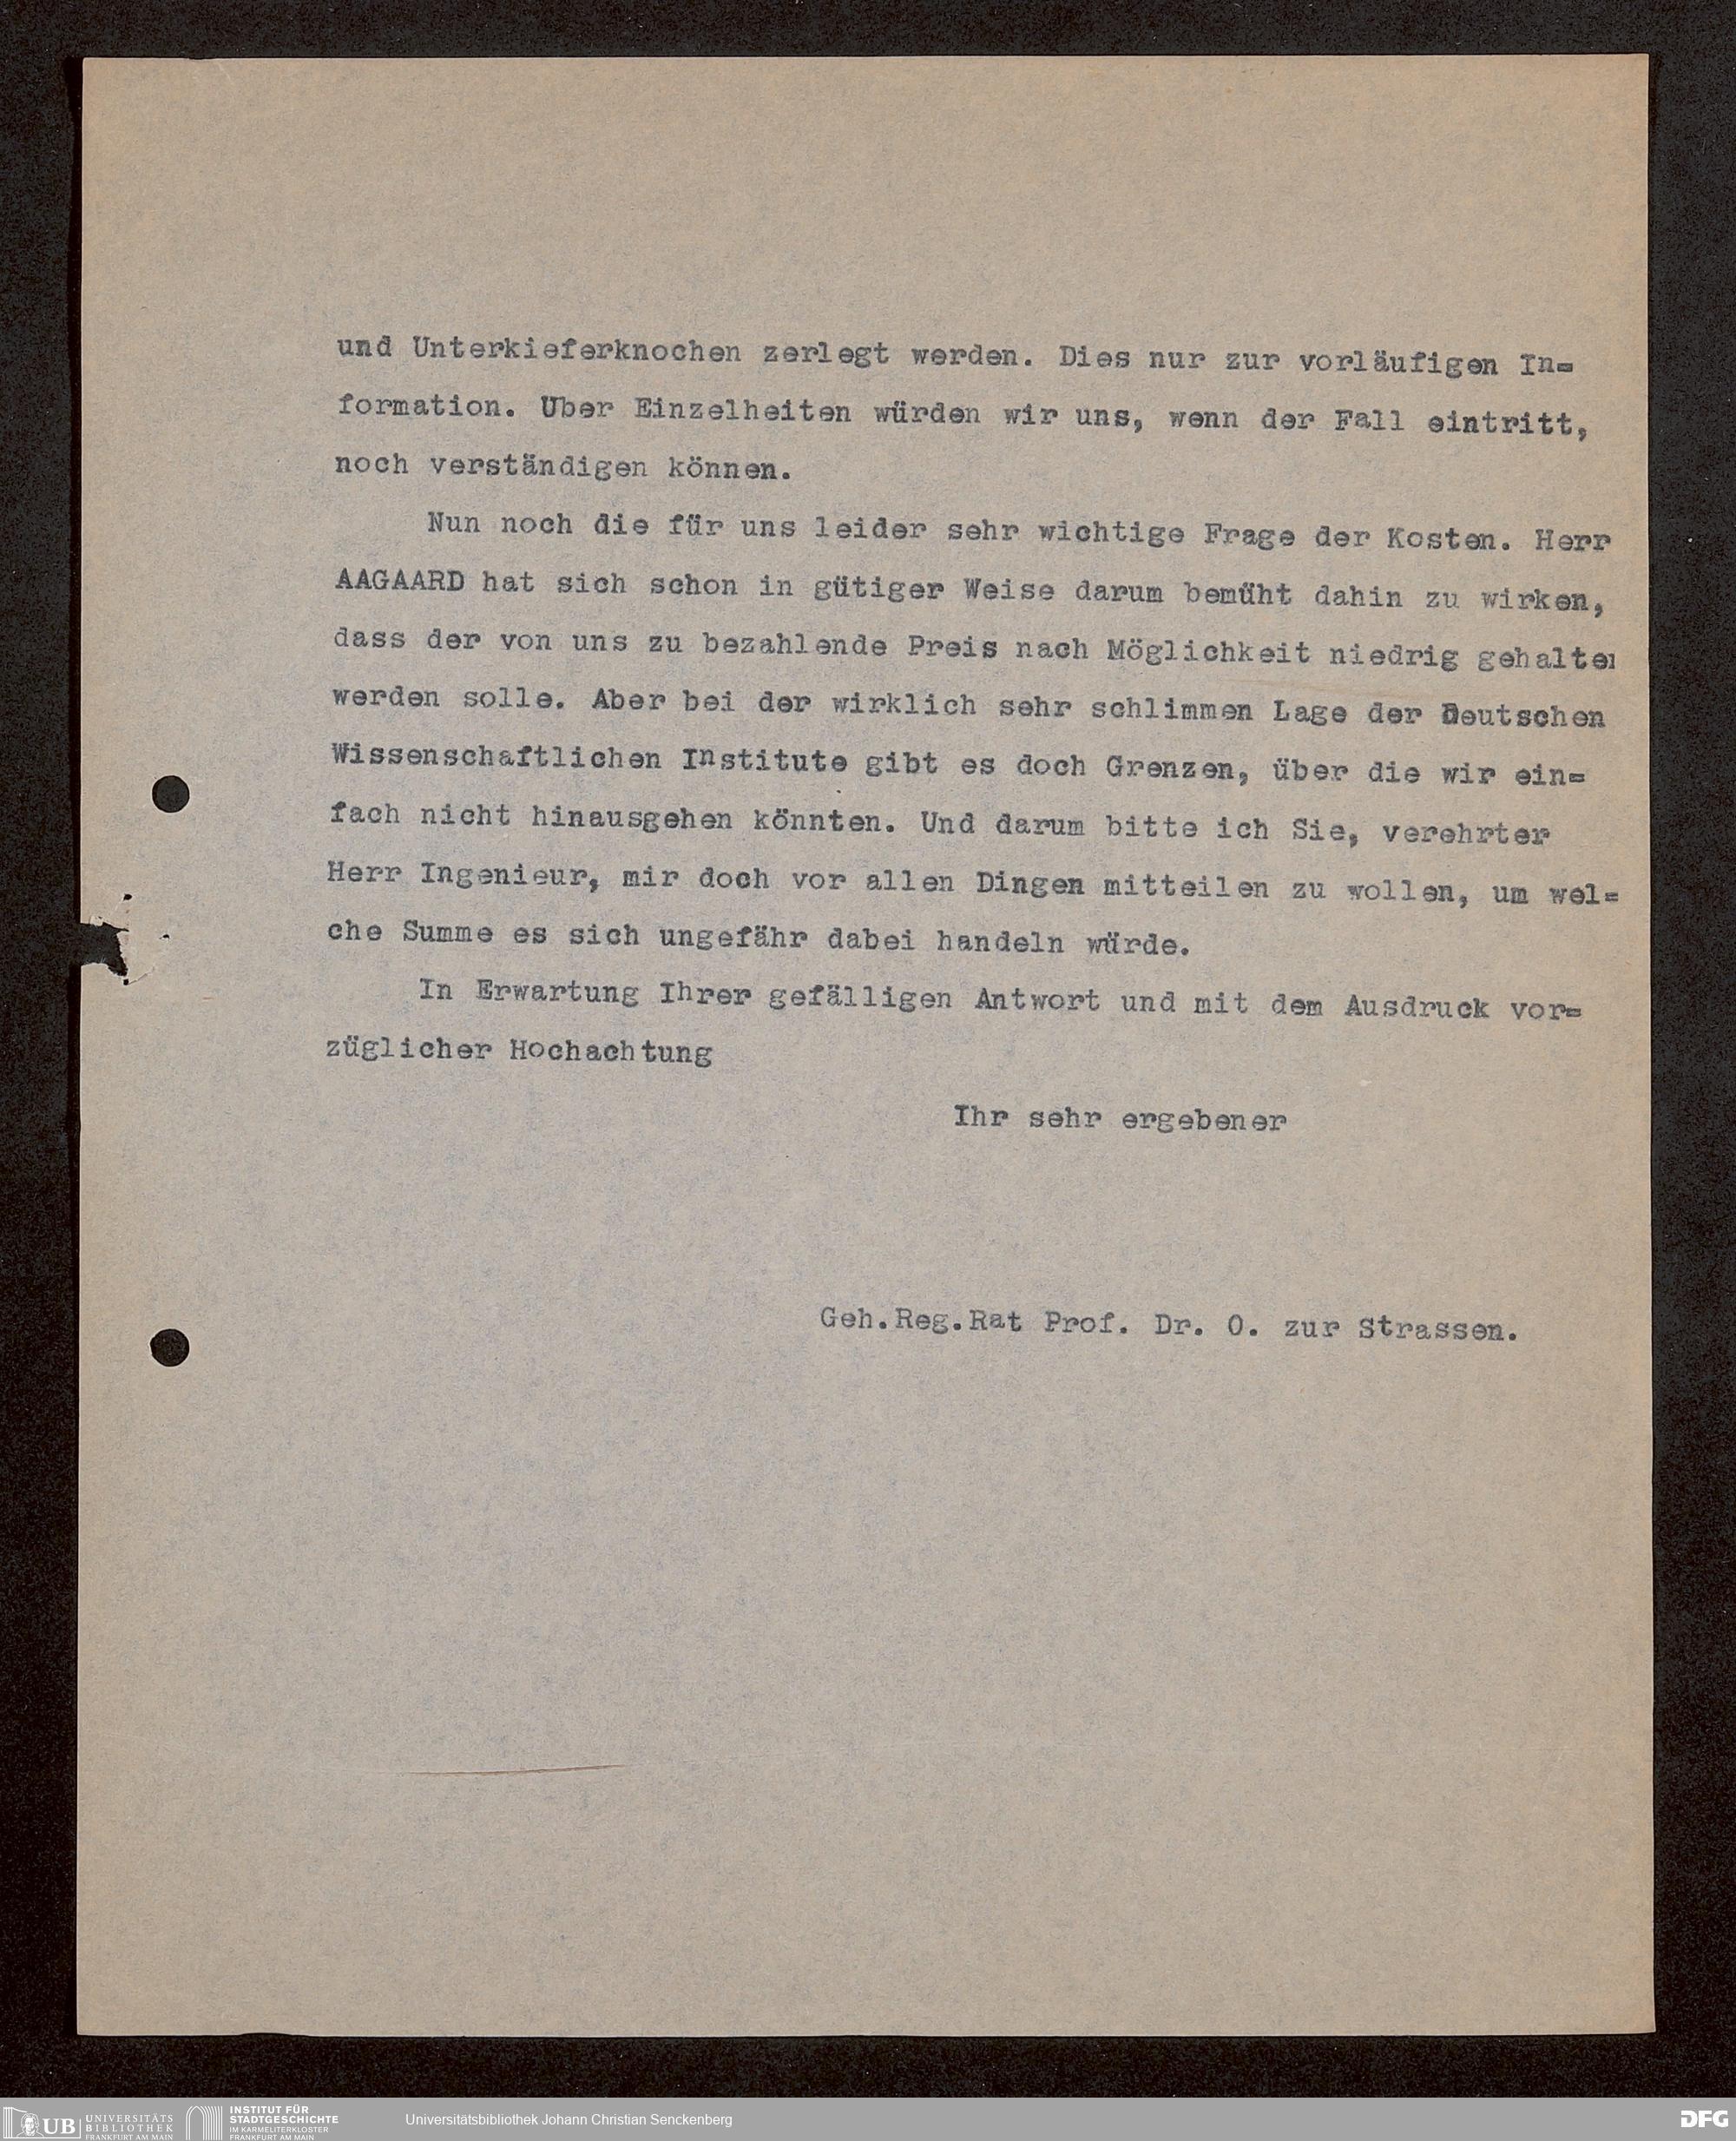 und Unterkieferknochen zerlegt werden. Dies nur zur vorläufigen In=
formation. Uber Einzelheiten würden wir uns, wenn der Fall eintritt,
noch verständigen können.
Nun noch die für uns leider sehr wichtige Frage der Kosten. Herr
AAGAARD hat sich schon in gütiger Weise darum bemüht dahin zu wirken,
dass der von uns zu bezahlende Preis nach Möglichkeit niedrig gehalten
werden solle. Aber bei der wirklich sehr schlimmen Lage der Deutschen
Wissenschaftlichen Institute gibt es doch Grenzen, über die wir ein=
fach nicht hinausgehen könnten. Und darum bitte ich Sie, verehrter
Herr Ingenieur, mir doch vor allen Dingen mitteilen zu wollen, um wel=
che Summe es sich ungefähr dabei handeln würde.
In Erwartung Ihrer gefälligen Antwort und mit dem Ausdruck vor=
züglicher Hochachtung
Ihr sehr ergebener
Geh.Reg.Rat Prof. Dr. O. zur Strassen.
UB
UNIVERSITÄTS
BIBLIOTHEK
FRANKFURT AM MAIN
INSTITUT FÜR
STADTGESCHICHTE
IM KARMELITERKLOSTER
FRANKFURT AM MAIN
Universitätsbibliothek Johann Christian Senckenberg
DFG